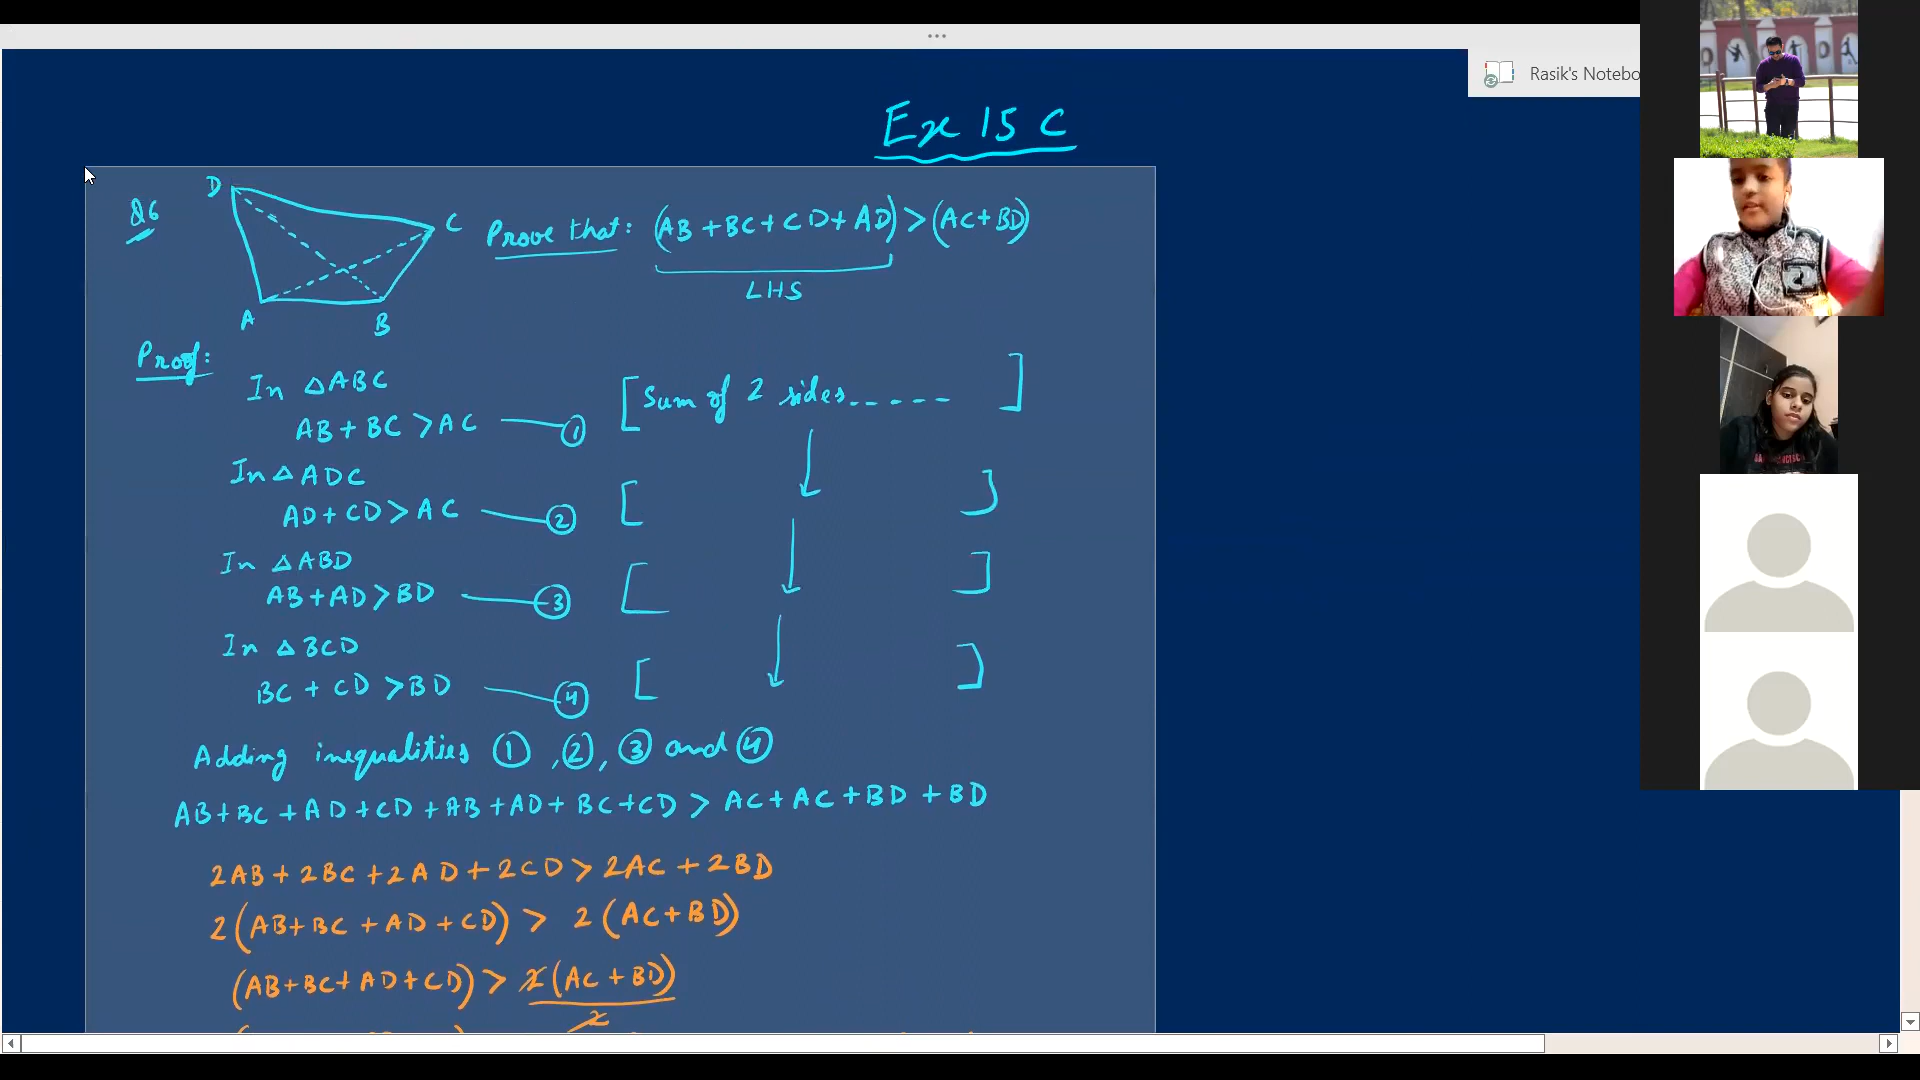 Rasik's Notebo
Ex 15 C
Q6
D
C
A
B
Prove that: (AB + BC + CD + AD) > (AC + BD)
LHS
Proof:
In △ABC
AB + BC > AC — ①
[Sum of 2 sides. - - - - -]
In △ADC
AD + CD > AC — ② [ ]
In △ABD
AB + AD > BD — ③ [ ]
In △BCD
BC + CD > BD — ④ [ ]
Adding inequalities ①, ②, ③ and ④
AB + BC + AD + CD + AB + AD + BC + CD > AC + AC + BD + BD
2AB + 2BC + 2AD + 2CD > 2AC + 2BD
2(AB + BC + AD + CD) > 2(AC + BD)
(AB + BC + AD + CD) > 2(AC + BD)
2